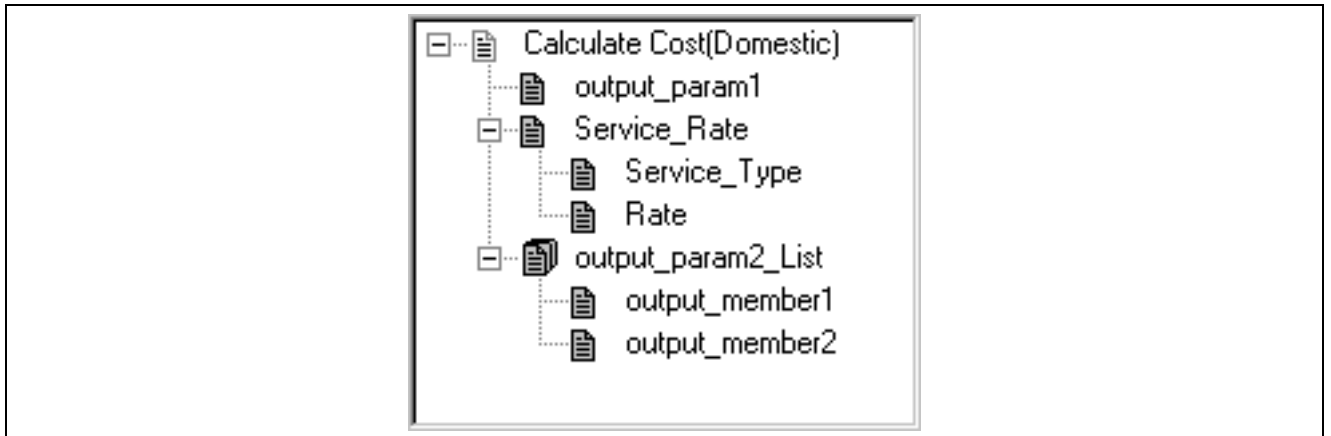 Calculate Cost(Domestic)
output_param1
Service_Rate
Service_Type
Rate
output_param2_List
output_member1
output_member2